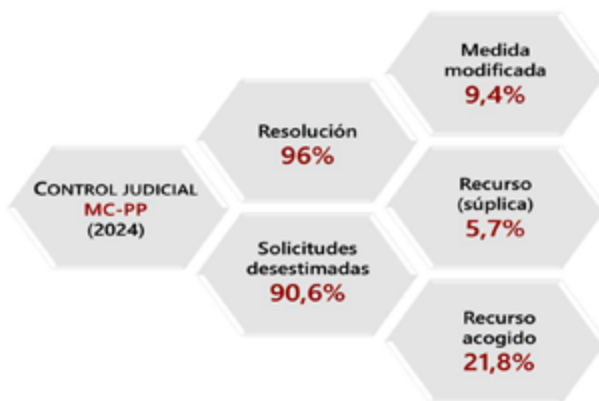 CONTROL JUDICIAL
MC-PP
(2024)
Resolución
96%
Solicitudes
desestimadas
90,6%
Medida
modificada
9,4%
Recurso
(súplica)
5,7%
Recurso
acogido
21,8%